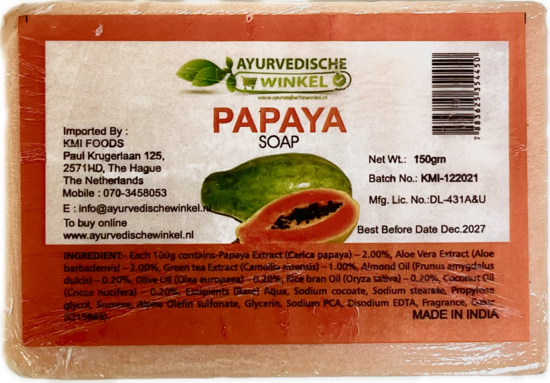 AYURVEDISCHE
WINKEL
www.ayurvedischewinkel.nl
PAPAYA
SOAP
Imported By :
KMI FOODS
Paul Krugerlaan 125,
2571HD, The Hague
The Netherlands
Mobile : 070-3458053
E : info@ayurvedischewinkel.nl
To buy online
www.ayurvedischewinkel.nl
7 883625 354450
Net Wt.: 150grn
Batch No.: KMI-122021
Mfg. Lic. No.:DL-431A&U
Best Before Date Dec.2027
INGREDIENT:- Each 100g contains-Papaya Extract (Carica papaya) – 2.00%, Aloe Vera Extract (Aloe
barbadensis) – 2.00%, Green tea Extract (Camellia sinensis) – 1.00%, Almond Oil (Prunus amygdalus
dulcis) – 0.20%, Olive Oil (Olea europaea) – 0.20%, Rice bran Oil (Oryza sativa) – 0.20%, Coconut Oil
(Cocos nucifera) – 0.20%, Excipients (Base) Aqua, Sodium cocoate, Sodium stearate, Propylene
glycol, Sucrose, Alpha Olefin sulfonate, Glycerin, Sodium PCA, Disodium EDTA, Fragrance, Color
MADE IN INDIA